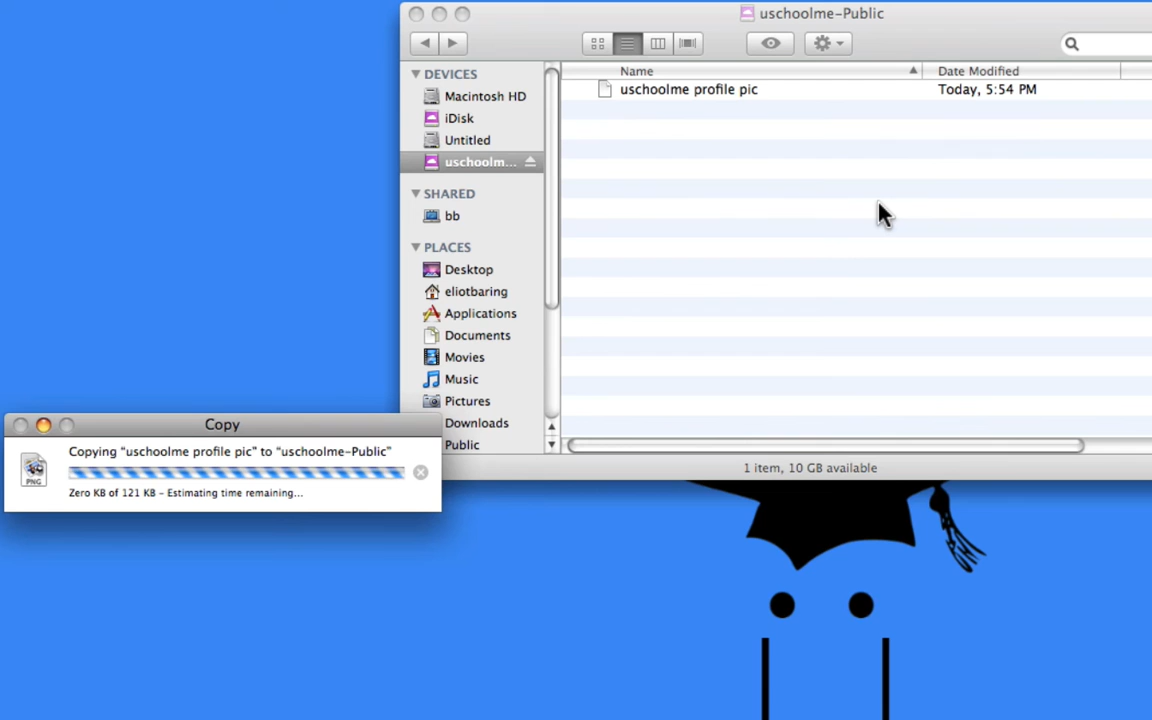 uschoolme-Public
DEVICES
Macintosh HD
iDisk
Untitled
uschoolm...
SHARED
bb
PLACES
Desktop
eliotbaring
Applications
Documents
Movies
Music
Pictures
Downloads
Public
Name Date Modified
uschoolme profile pic Today, 5:54 PM
1 item, 10 GB available
Copy
Copying “uschoolme profile pic” to “uschoolme-Public”
Zero KB of 121 KB – Estimating time remaining...
PNG